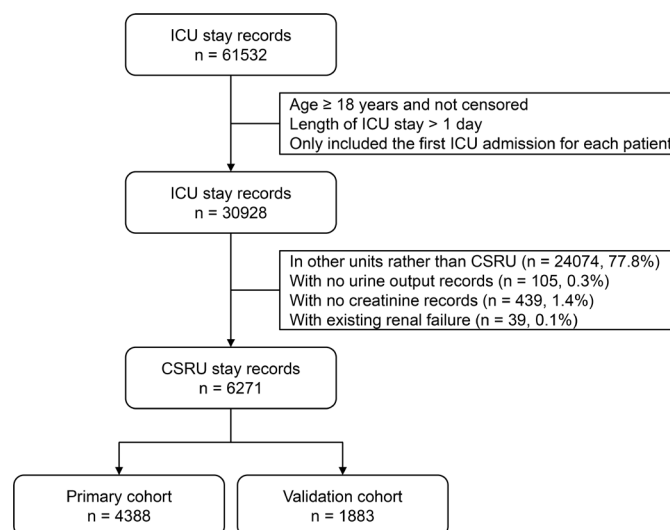 ICU stay records
n = 61532
Age ≥ 18 years and not censored
Length of ICU stay > 1 day
Only included the first ICU admission for each patient
ICU stay records
n = 30928
In other units rather than CSRU (n = 24074, 77.8%)
With no urine output records (n = 105, 0.3%)
With no creatinine records (n = 439, 1.4%)
With existing renal failure (n = 39, 0.1%)
CSRU stay records
n = 6271
Primary cohort
n = 4388
Validation cohort
n = 1883